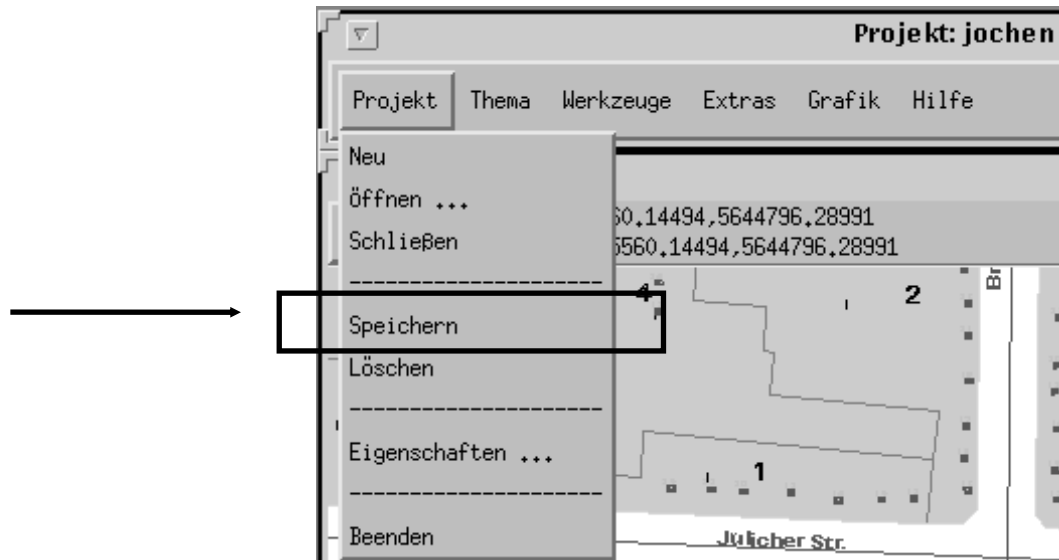 Projekt: jochen
Projekt Thema Werkzeuge Extras Grafik Hilfe
Neu
Öffnen ...
Schließen
60.14494,5644796.28991
5560.14494,5644796.28991
--------------------
Speichern
Löschen
--------------------
Eigenschaften ...
--------------------
Beenden
4
2
Br
1
Jülicher Str.